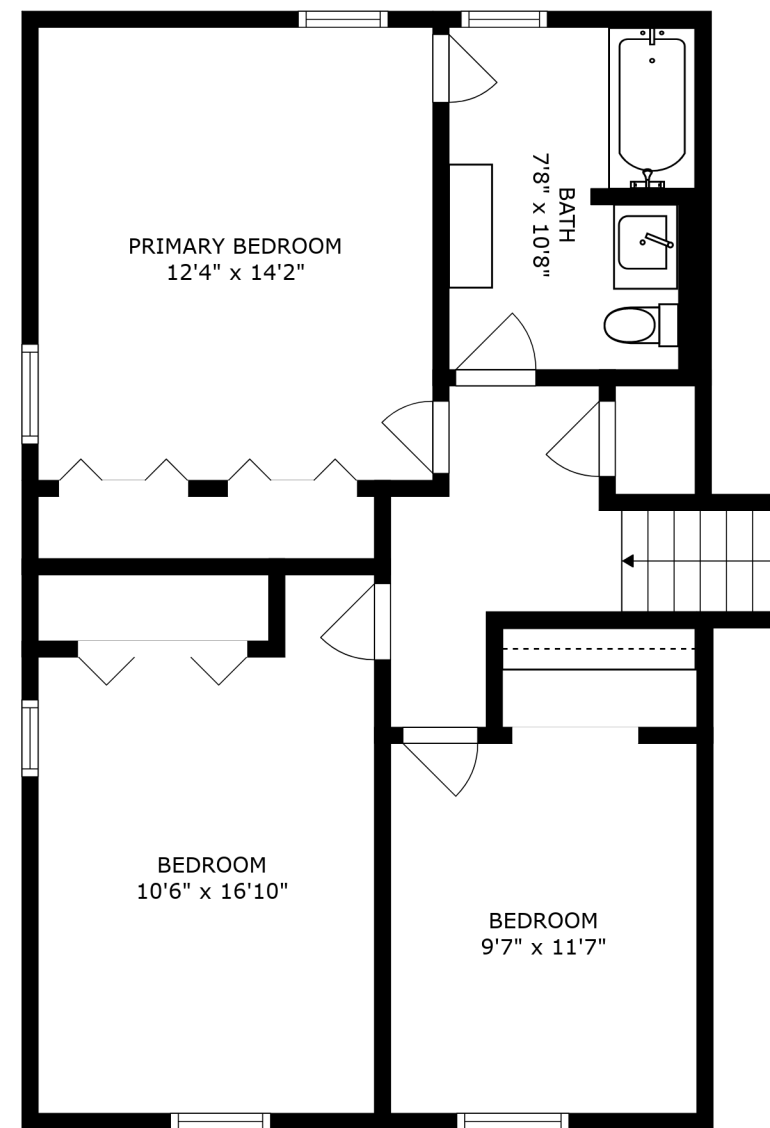 PRIMARY BEDROOM
12'4" x 14'2"
BATH
7'8" x 10'8"
BEDROOM
10'6" x 16'10"
BEDROOM
9'7" x 11'7"